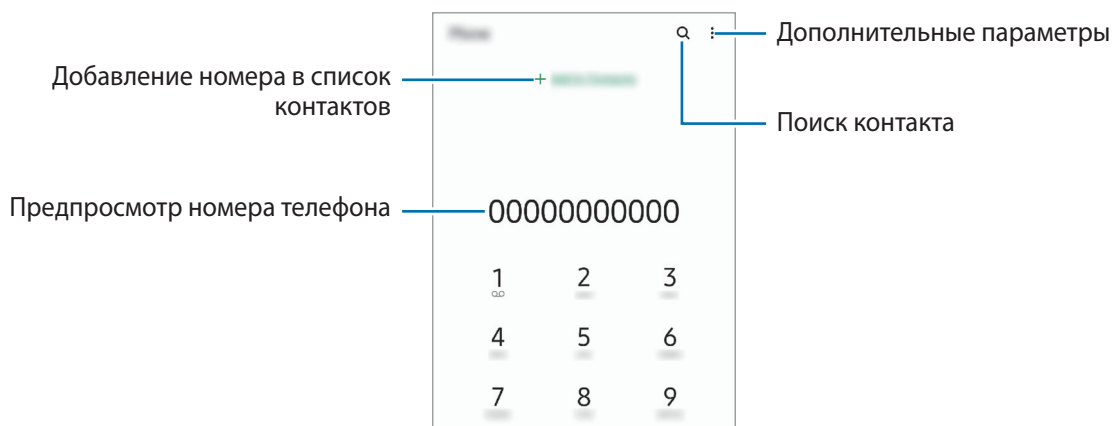 Дополнительные параметры
Добавление номера в список
контактов
Поиск контакта
Предпросмотр номера телефона
00000000000
1 2 3
4 5 6
7 8 9